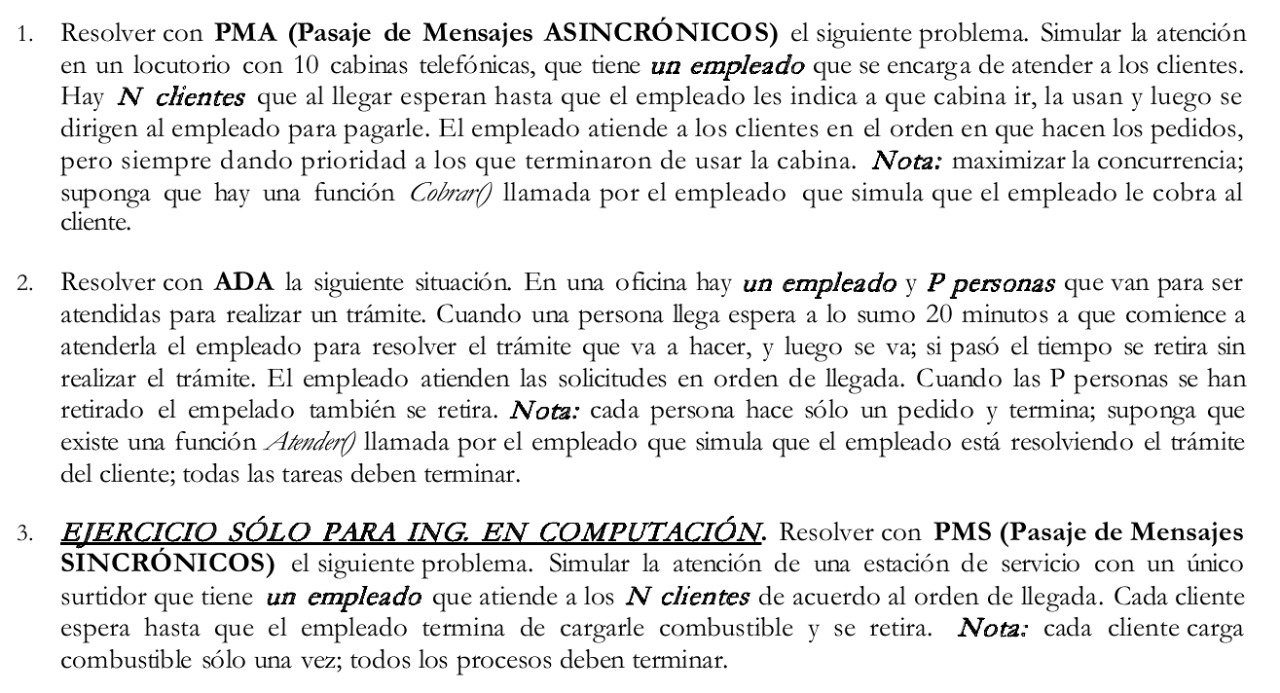 1. Resolver con PMA (Pasaje de Mensajes ASINCRÓNICOS) el siguiente problema. Simular la atención
en un locutorio con 10 cabinas telefónicas, que tiene un empleado que se encarga de atender a los clientes.
Hay N clientes que al llegar esperan hasta que el empleado les indica a que cabina ir, la usan y luego se
dirigen al empleado para pagarle. El empleado atiende a los clientes en el orden en que hacen los pedidos,
pero siempre dando prioridad a los que terminaron de usar la cabina. Nota: maximizar la concurrencia;
suponga que hay una función Cobrar() llamada por el empleado que simula que el empleado le cobra al
cliente.
2. Resolver con ADA la siguiente situación. En una oficina hay un empleado y P personas que van para ser
atendidas para realizar un trámite. Cuando una persona llega espera a lo sumo 20 minutos a que comience a
atenderla el empleado para resolver el trámite que va a hacer, y luego se va; si pasó el tiempo se retira sin
realizar el trámite. El empleado atienden las solicitudes en orden de llegada. Cuando las P personas se han
retirado el empelado también se retira. Nota: cada persona hace sólo un pedido y termina; suponga que
existe una función Atender() llamada por el empleado que simula que el empleado está resolviendo el trámite
del cliente; todas las tareas deben terminar.
3. EJERCICIO SÓLO PARA ING. EN COMPUTACIÓN. Resolver con PMS (Pasaje de Mensajes
SINCRÓNICOS) el siguiente problema. Simular la atención de una estación de servicio con un único
surtidor que tiene un empleado que atiende a los N clientes de acuerdo al orden de llegada. Cada cliente
espera hasta que el empleado termina de cargarle combustible y se retira. Nota: cada cliente carga
combustible sólo una vez; todos los procesos deben terminar.